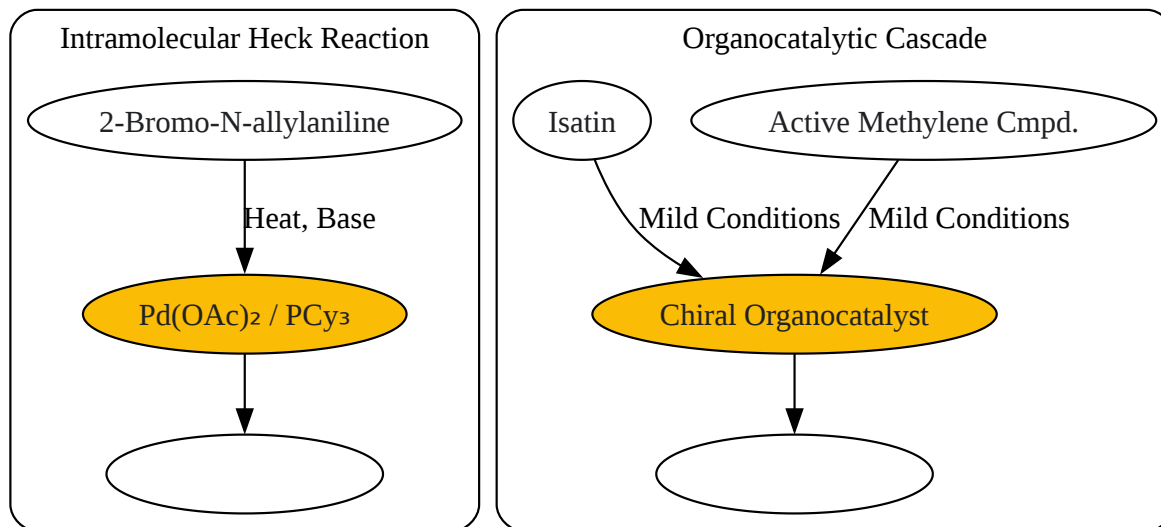 Intramolecular Heck Reaction
2-Bromo-N-allylaniline
Heat, Base
Pd(OAc)₂ / PCy₃
Organocatalytic Cascade
Isatin
Active Methylene Cmpd.
Mild Conditions
Mild Conditions
Chiral Organocatalyst